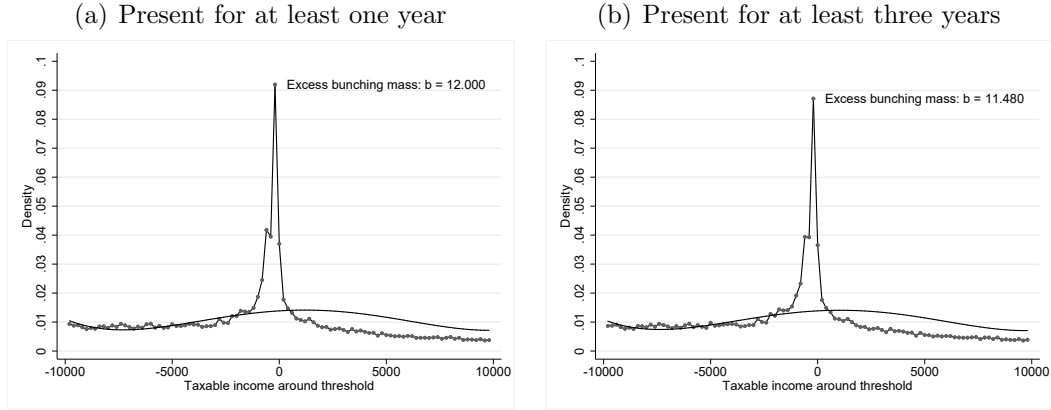 (a) Present for at least one year
Excess bunching mass: b = 12.000
Density
.1
.09
.08
.07
.06
.05
.04
.03
.02
.01
0
-10000 -5000 0 5000 10000
Taxable income around threshold
(b) Present for at least three years
Excess bunching mass: b = 11.480
Density
.1
.09
.08
.07
.06
.05
.04
.03
.02
.01
0
-10000 -5000 0 5000 10000
Taxable income around threshold